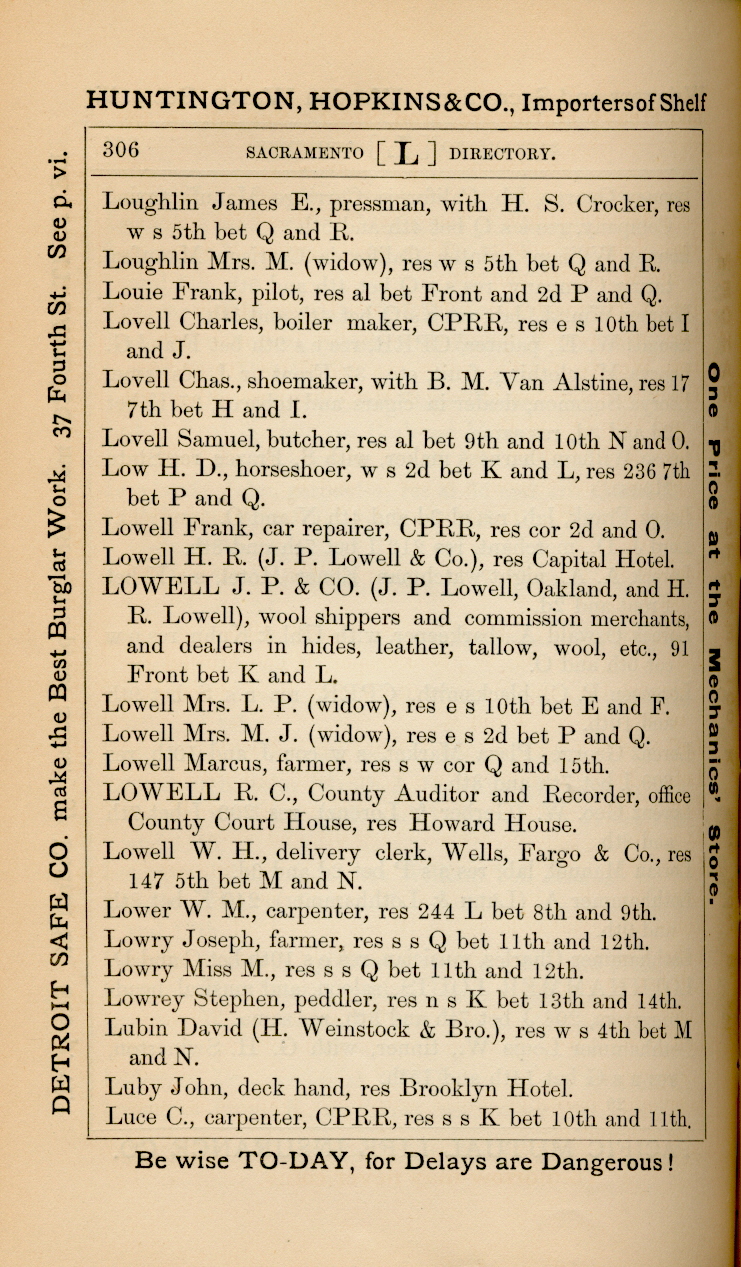 HUNTINGTON, HOPKINS & CO., Importers of Shelf
306 SACRAMENTO [ L ] DIRECTORY.
Loughlin James E., pressman, with H. S. Crocker, res
w s 5th bet Q and R.
Loughlin Mrs. M. (widow), res w s 5th bet Q and R.
Louie Frank, pilot, res al bet Front and 2d P and Q.
Lovell Charles, boiler maker, CPRR, res e s 10th bet I
and J.
Lovell Chas., shoemaker, with B. M. Van Alstine, res 17
7th bet H and I.
Lovell Samuel, butcher, res al bet 9th and 10th N and O.
Low H. D., horseshoer, w s 2d bet K and L, res 236 7th
bet P and Q.
Lowell Frank, car repairer, CPRR, res cor 2d and O.
Lowell H. R. (J. P. Lowell & Co.), res Capital Hotel.
LOWELL J. P. & CO. (J. P. Lowell, Oakland, and H.
R. Lowell), wool shippers and commission merchants,
and dealers in hides, leather, tallow, wool, etc., 91
Front bet K and L.
Lowell Mrs. L. P. (widow), res e s 10th bet E and F.
Lowell Mrs. M. J. (widow), res e s 2d bet P and Q.
Lowell Marcus, farmer, res s w cor Q and 15th.
LOWELL R. C., County Auditor and Recorder, office
County Court House, res Howard House.
Lowell W. H., delivery clerk, Wells, Fargo & Co., res
147 5th bet M and N.
Lower W. M., carpenter, res 244 L bet 8th and 9th.
Lowry Joseph, farmer, res s s Q bet 11th and 12th.
Lowry Miss M., res s s Q bet 11th and 12th.
Lowrey Stephen, peddler, res n s K bet 13th and 14th.
Lubin David (H. Weinstock & Bro.), res w s 4th bet M
and N.
Luby John, deck hand, res Brooklyn Hotel.
Luce C., carpenter, CPRR, res s s K bet 10th and 11th.
Be wise TO-DAY, for Delays are Dangerous!
DETROIT SAFE CO. make the Best Burglar Work. 37 Fourth St. See p. vi.
One Price at the Mechanics' Store.